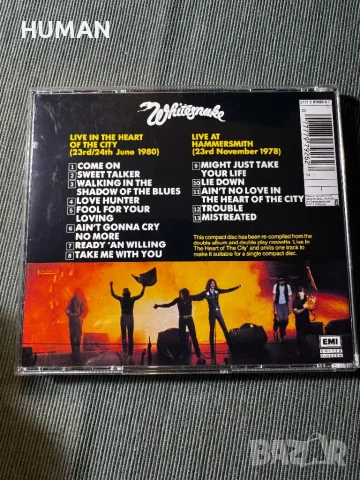 HUMAN
Whitesnake
LIVE IN THE HEART
OF THE CITY
(23rd/24th June 1980)
1 COME ON
2 SWEET TALKER
3 WALKING IN THE
SHADOW OF THE BLUES
4 LOVE HUNTER
5 FOOL FOR YOUR
LOVING
6 AIN'T GONNA CRY
NO MORE
7 READY 'AN WILLING
8 TAKE ME WITH YOU
LIVE AT
HAMMERSMITH
(23rd November 1978)
9 MIGHT JUST TAKE
YOUR LIFE
10 LIE DOWN
11 AIN'T NO LOVE IN
THE HEART OF THE CITY
12 TROUBLE
13 MISTREATED
This compact disc has been re-compiled from the
double album and double play cassette 'Live In
The Heart of The City' and omits one track to
make it suitable for a single compact disc.
EMI
BAZAR